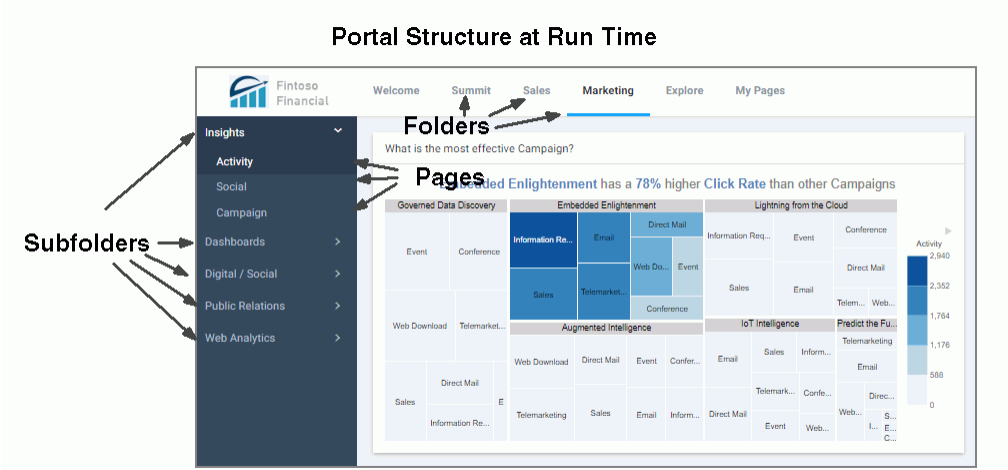 Portal Structure at Run Time
Fintoso
Financial
Welcome
Summit
Sales
Marketing
Explore
My Pages
Folders
Insights
Activity
Social
Campaign
Dashboards
Digital / Social
Public Relations
Web Analytics
Subfolders
Pages
What is the most effective Campaign?
Embedded Enlightenment has a 78% higher Click Rate than other Campaigns
Governed Data Discovery
Event
Conference
Web Download
Telemarket...
Sales
Direct Mail
Information Re...
E
Embedded Enlightenment
Information Re...
Email
Direct Mail
Web Do...
Event
Sales
Telemarket...
Conference
Augmented Intelligence
Web Download
Direct Mail
Event
Confer...
Telemarketing
Sales
Email
Inform...
Lightning from the Cloud
Information Req...
Event
Conference
Direct Mail
Sales
Email
Telem...
Web...
IoT Intelligence
Email
Sales
Inform...
Telemark...
Confe...
Direct Mail
Event
Web...
Predict the Fu...
Telemarketing
Email
Web...
Direc...
I...
S...
E...
C...
Activity
2,940
2,352
1,764
1,176
588
0